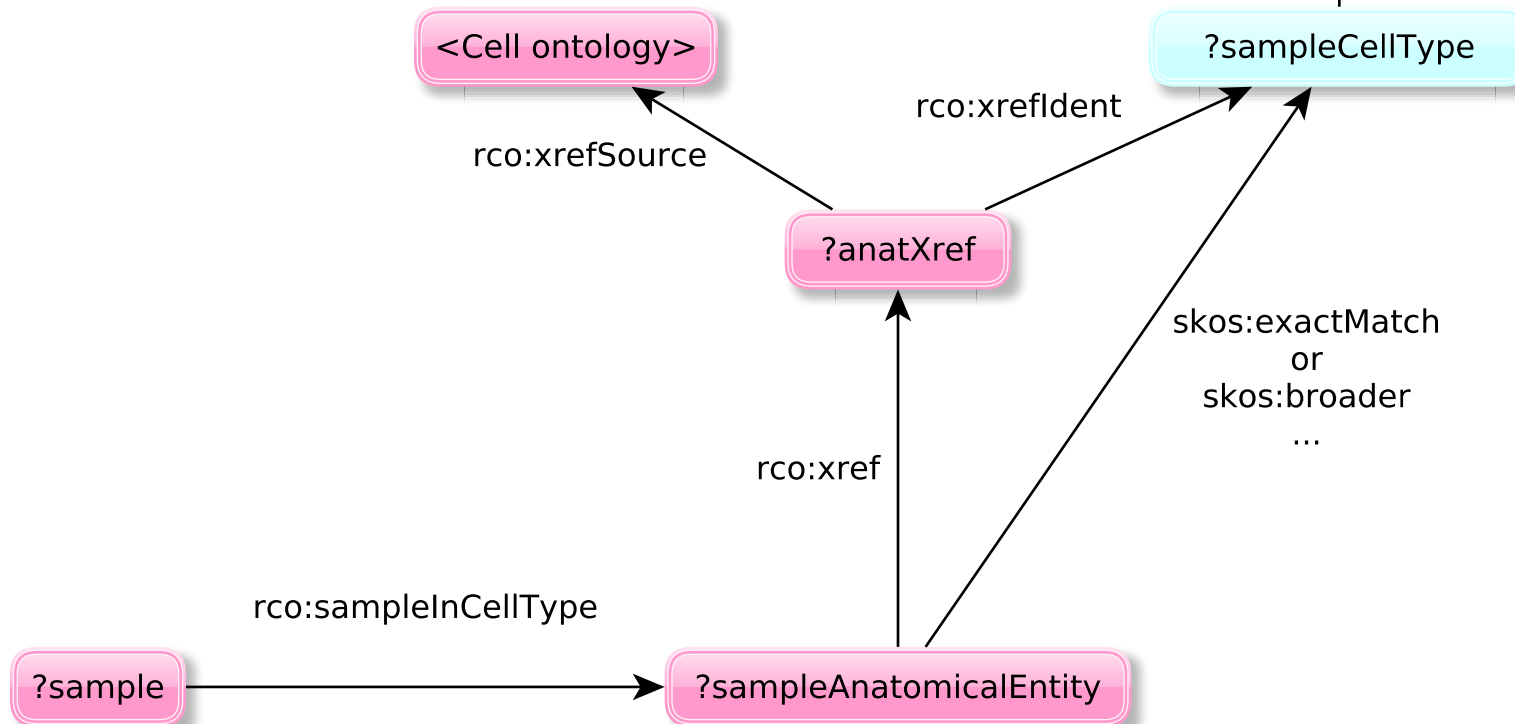 <Cell ontology>
?sampleCellType
rco:xrefIdent
rco:xrefSource
?anatXref
skos:exactMatch
or
skos:broader
...
rco:xref
rco:sampleInCellType
?sample
?sampleAnatomicalEntity